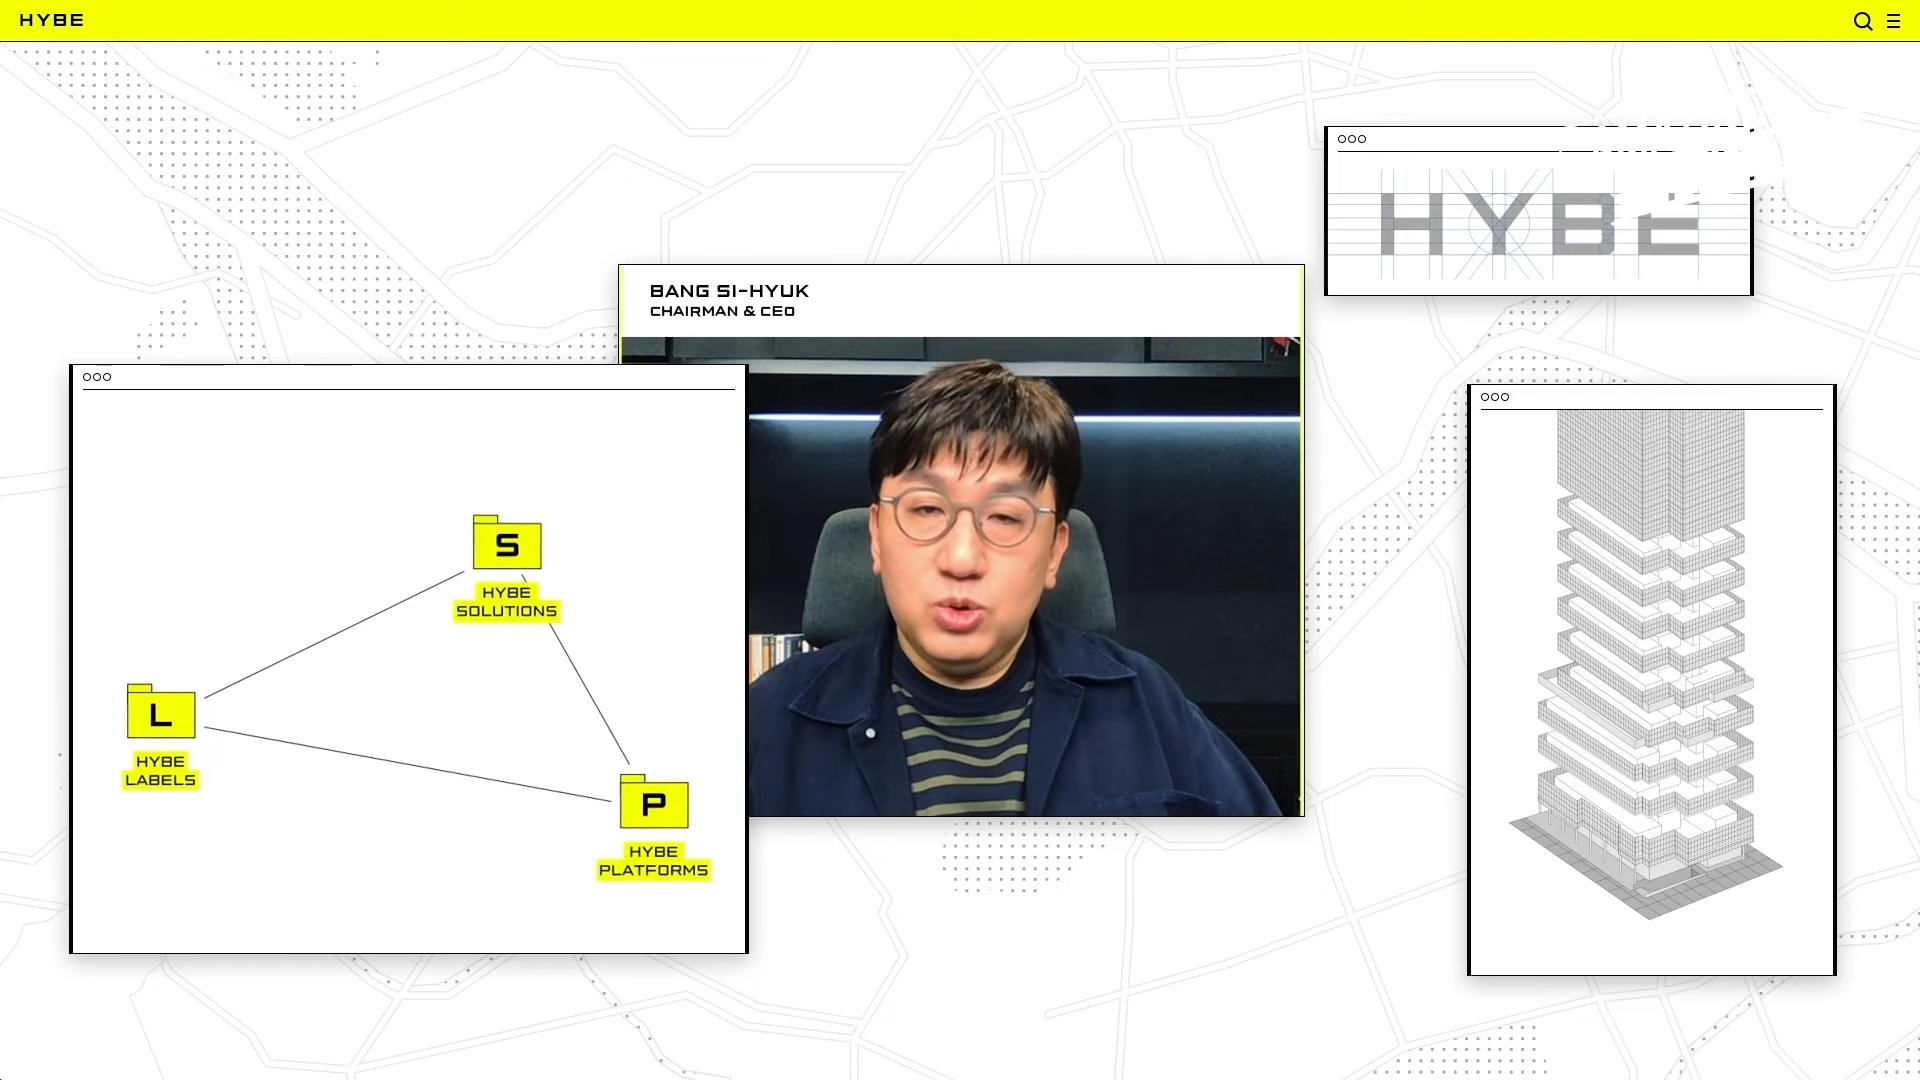 HYBE
HYBE
BANG SI-HYUK
CHAIRMAN & CEO
S
HYBE
SOLUTIONS
L
HYBE
LABELS
P
HYBE
PLATFORMS